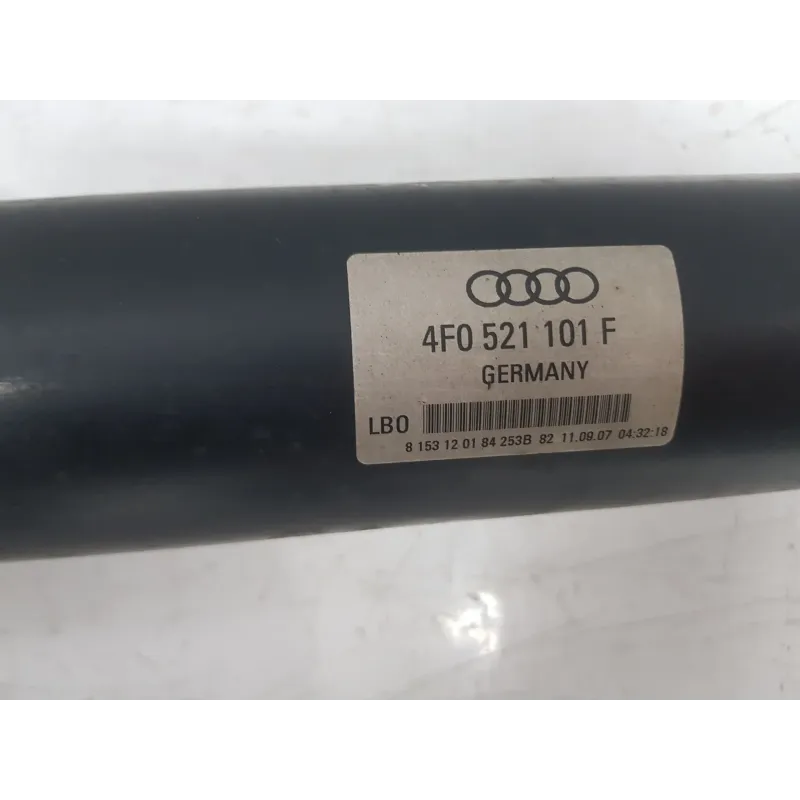 4F0 521 101 F
GERMANY
LBO
8 153 12 01 84 253B 82 11.09.07 04:32:18